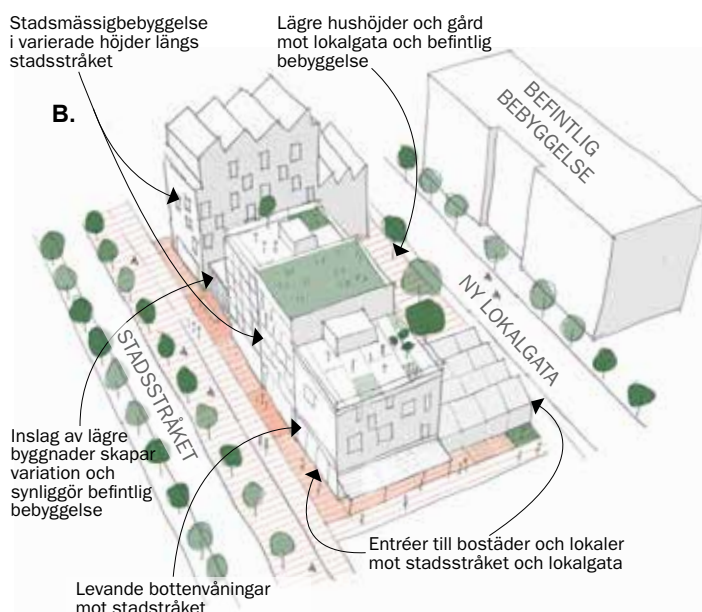 Stadsmässigbebyggelse
i varierade höjder längs
stadsstråket
Lägre hushöjder och gård
mot lokalgata och befintlig
bebyggelse
B.
BEFINTLIG
BEBYGGELSE
NY LOKALGATA
STADSSTRÅKET
Inslag av lägre
byggnader skapar
variation och
synliggör befintlig
bebyggelse
Entréer till bostäder och lokaler
mot stadsstråket och lokalgata
Levande bottenvåningar
mot stadstråket